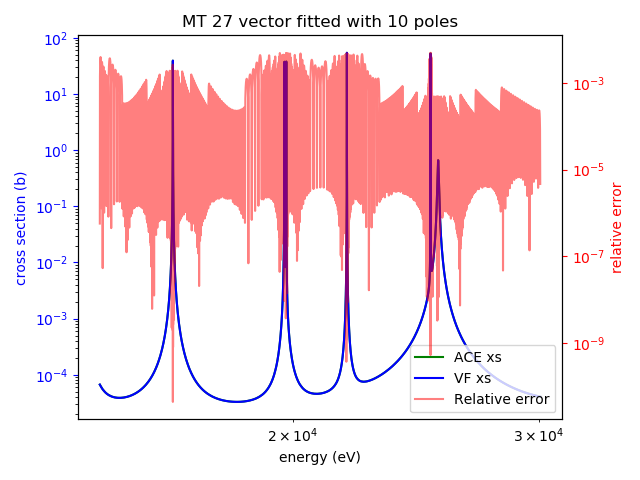 MT 27 vector fitted with 10 poles
10²
10¹
10⁰
10⁻¹
10⁻²
10⁻³
10⁻⁴
cross section (b)
10⁻³
10⁻⁵
10⁻⁷
10⁻⁹
relative error
ACE xs
VF xs
Relative error
2 × 10⁴
3 × 10⁴
energy (eV)